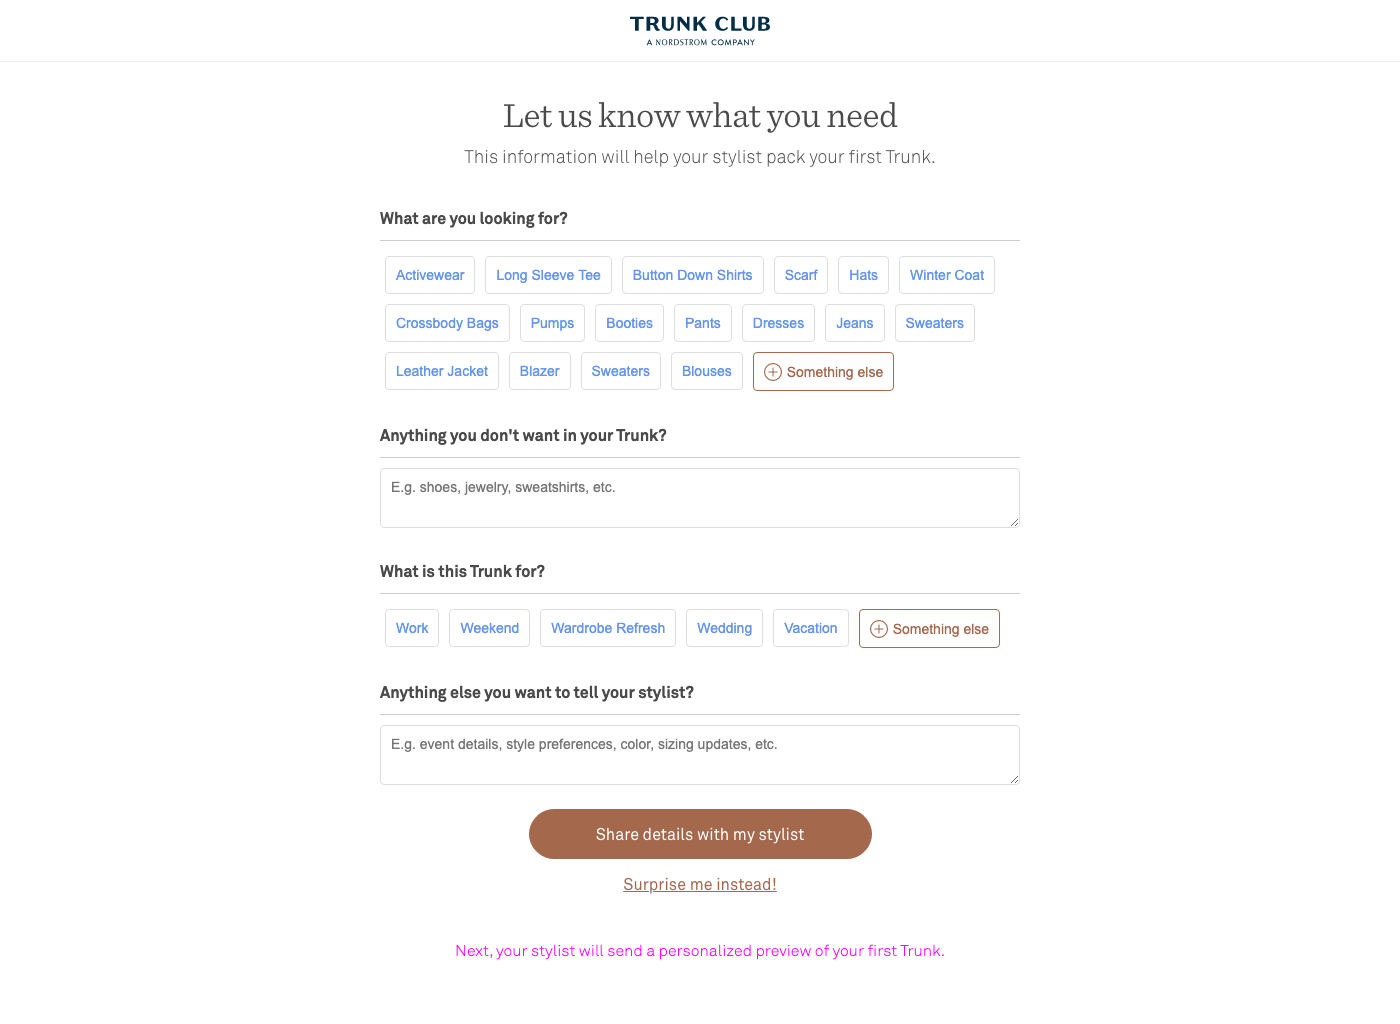 TRUNK CLUB
A NORDSTROM COMPANY
Let us know what you need
This information will help your stylist pack your first Trunk.
What are you looking for?
Activewear Long Sleeve Tee Button Down Shirts Scarf Hats Winter Coat
Crossbody Bags Pumps Booties Pants Dresses Jeans Sweaters
Leather Jacket Blazer Sweaters Blouses Something else
Anything you don't want in your Trunk?
E.g. shoes, jewelry, sweatshirts, etc.
What is this Trunk for?
Work Weekend Wardrobe Refresh Wedding Vacation Something else
Anything else you want to tell your stylist?
E.g. event details, style preferences, color, sizing updates, etc.
Share details with my stylist
Surprise me instead!
Next, your stylist will send a personalized preview of your first Trunk.